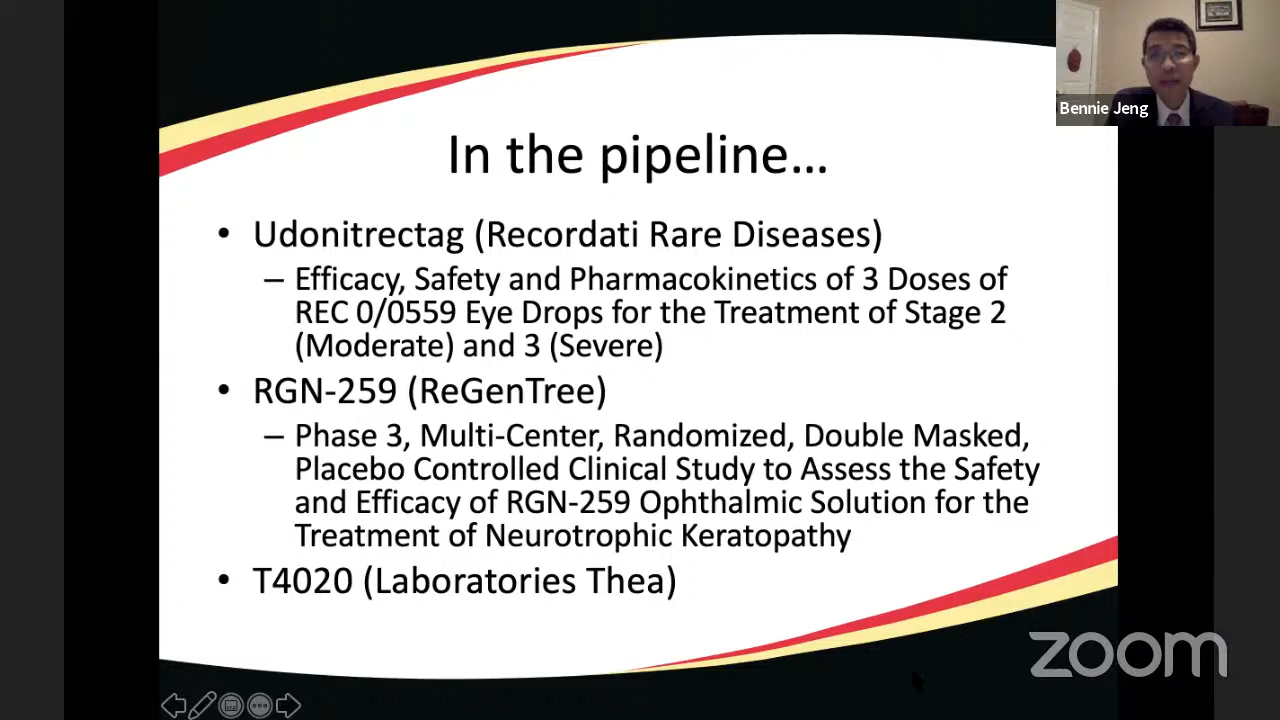 Bennie Jeng
In the pipeline...
• Udonitrectag (Recordati Rare Diseases)
– Efficacy, Safety and Pharmacokinetics of 3 Doses of
REC 0/0559 Eye Drops for the Treatment of Stage 2
(Moderate) and 3 (Severe)
• RGN-259 (ReGenTree)
– Phase 3, Multi-Center, Randomized, Double Masked,
Placebo Controlled Clinical Study to Assess the Safety
and Efficacy of RGN-259 Ophthalmic Solution for the
Treatment of Neurotrophic Keratopathy
• T4020 (Laboratories Thea)
zoom